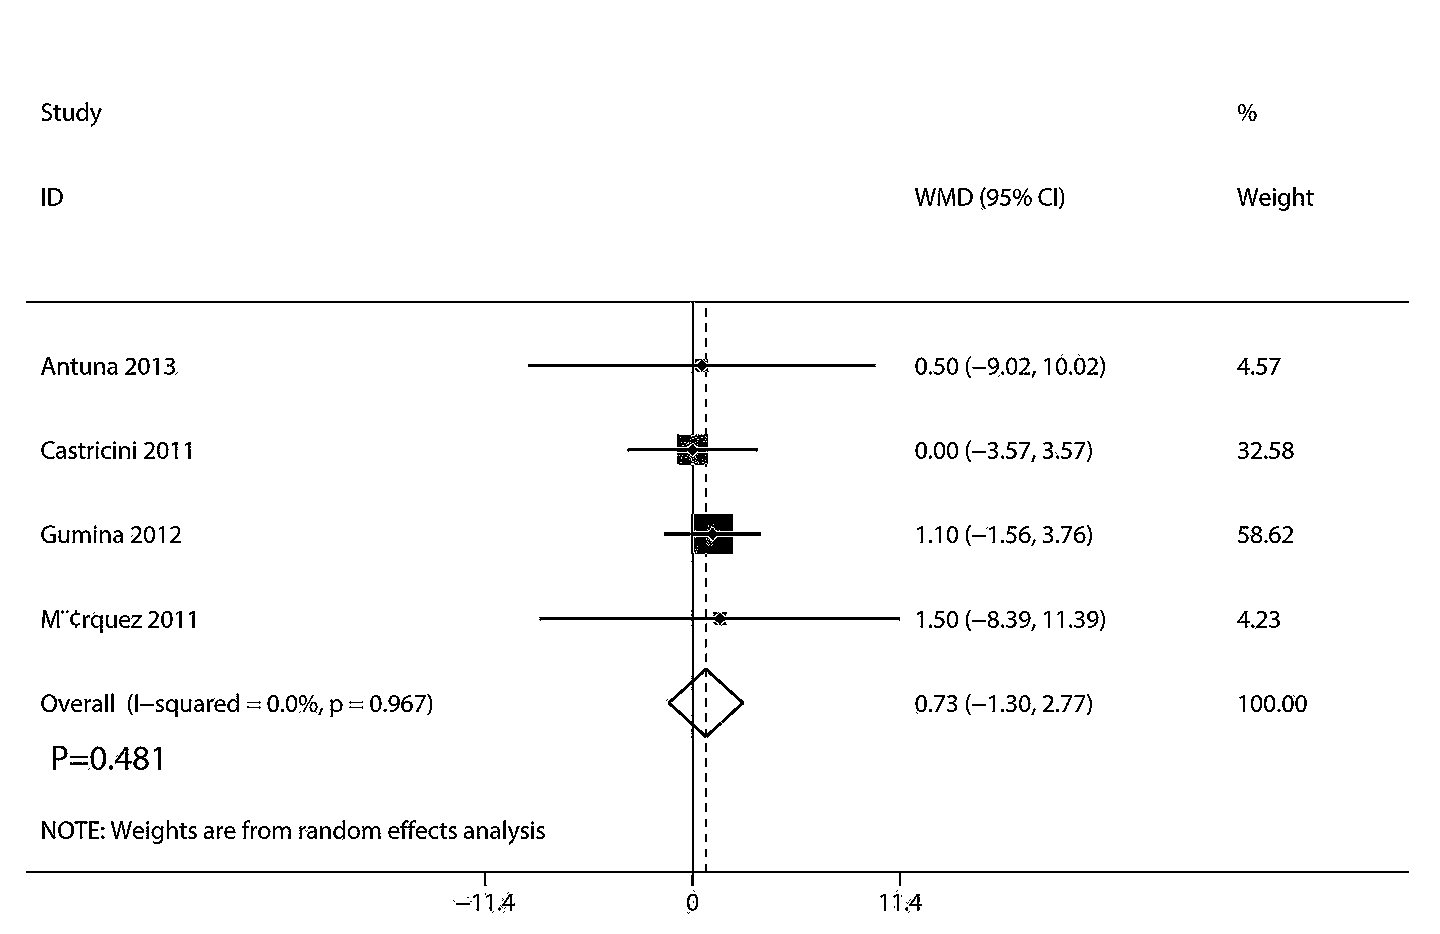 Study %
ID WMD (95% CI) Weight
Antuna 2013 0.50 (−9.02, 10.02) 4.57
Castricini 2011 0.00 (−3.57, 3.57) 32.58
Gumina 2012 1.10 (−1.56, 3.76) 58.62
M¨¢rquez 2011 1.50 (−8.39, 11.39) 4.23
Overall (I−squared = 0.0%, p = 0.967) 0.73 (−1.30, 2.77) 100.00
P=0.481
NOTE: Weights are from random effects analysis
−11.4 0 11.4